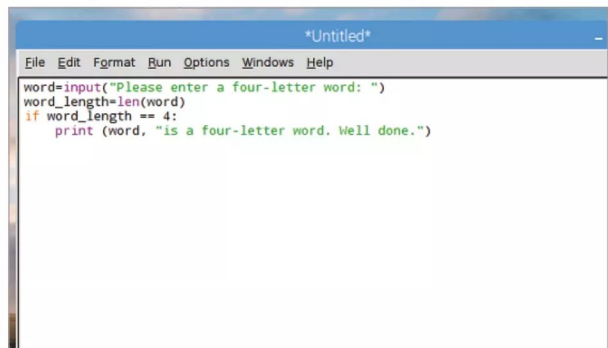 *Untitled*
File Edit Format Run Options Windows Help
word=input("Please enter a four-letter word: ")
word_length=len(word)
if word_length == 4:
    print (word, "is a four-letter word. Well done.")